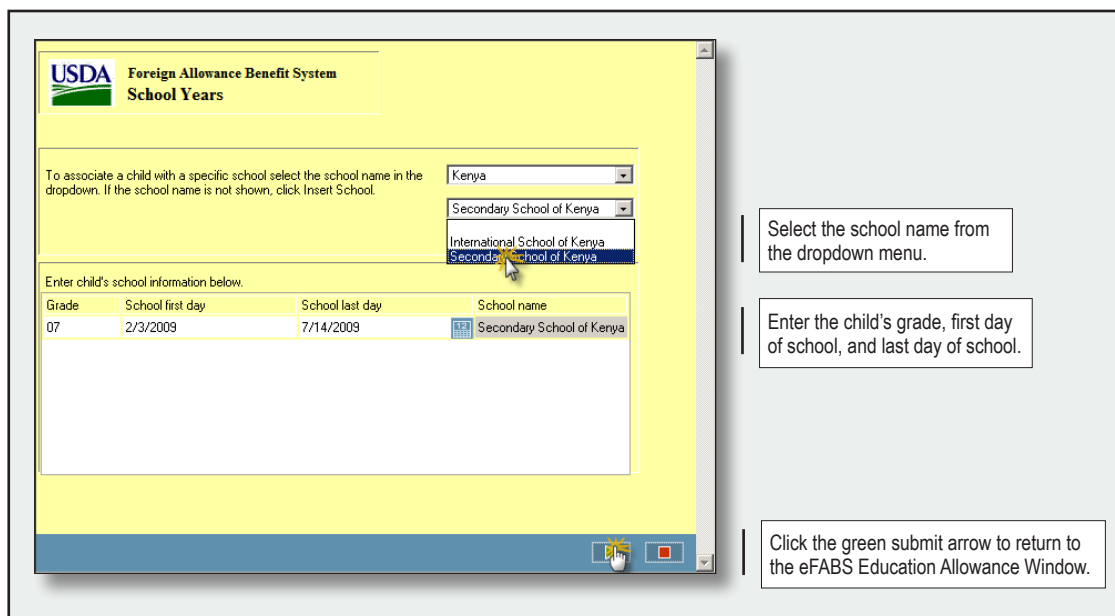 USDA
Foreign Allowance Benefit System
School Years
To associate a child with a specific school select the school name in the
dropdown. If the school name is not shown, click Insert School.
Kenya
Secondary School of Kenya
International School of Kenya
Secondary School of Kenya
Enter child's school information below.
Grade School first day School last day School name
07 2/3/2009 7/14/2009 12 Secondary School of Kenya
Select the school name from
the dropdown menu.
Enter the child’s grade, first day
of school, and last day of school.
Click the green submit arrow to return to
the eFABS Education Allowance Window.